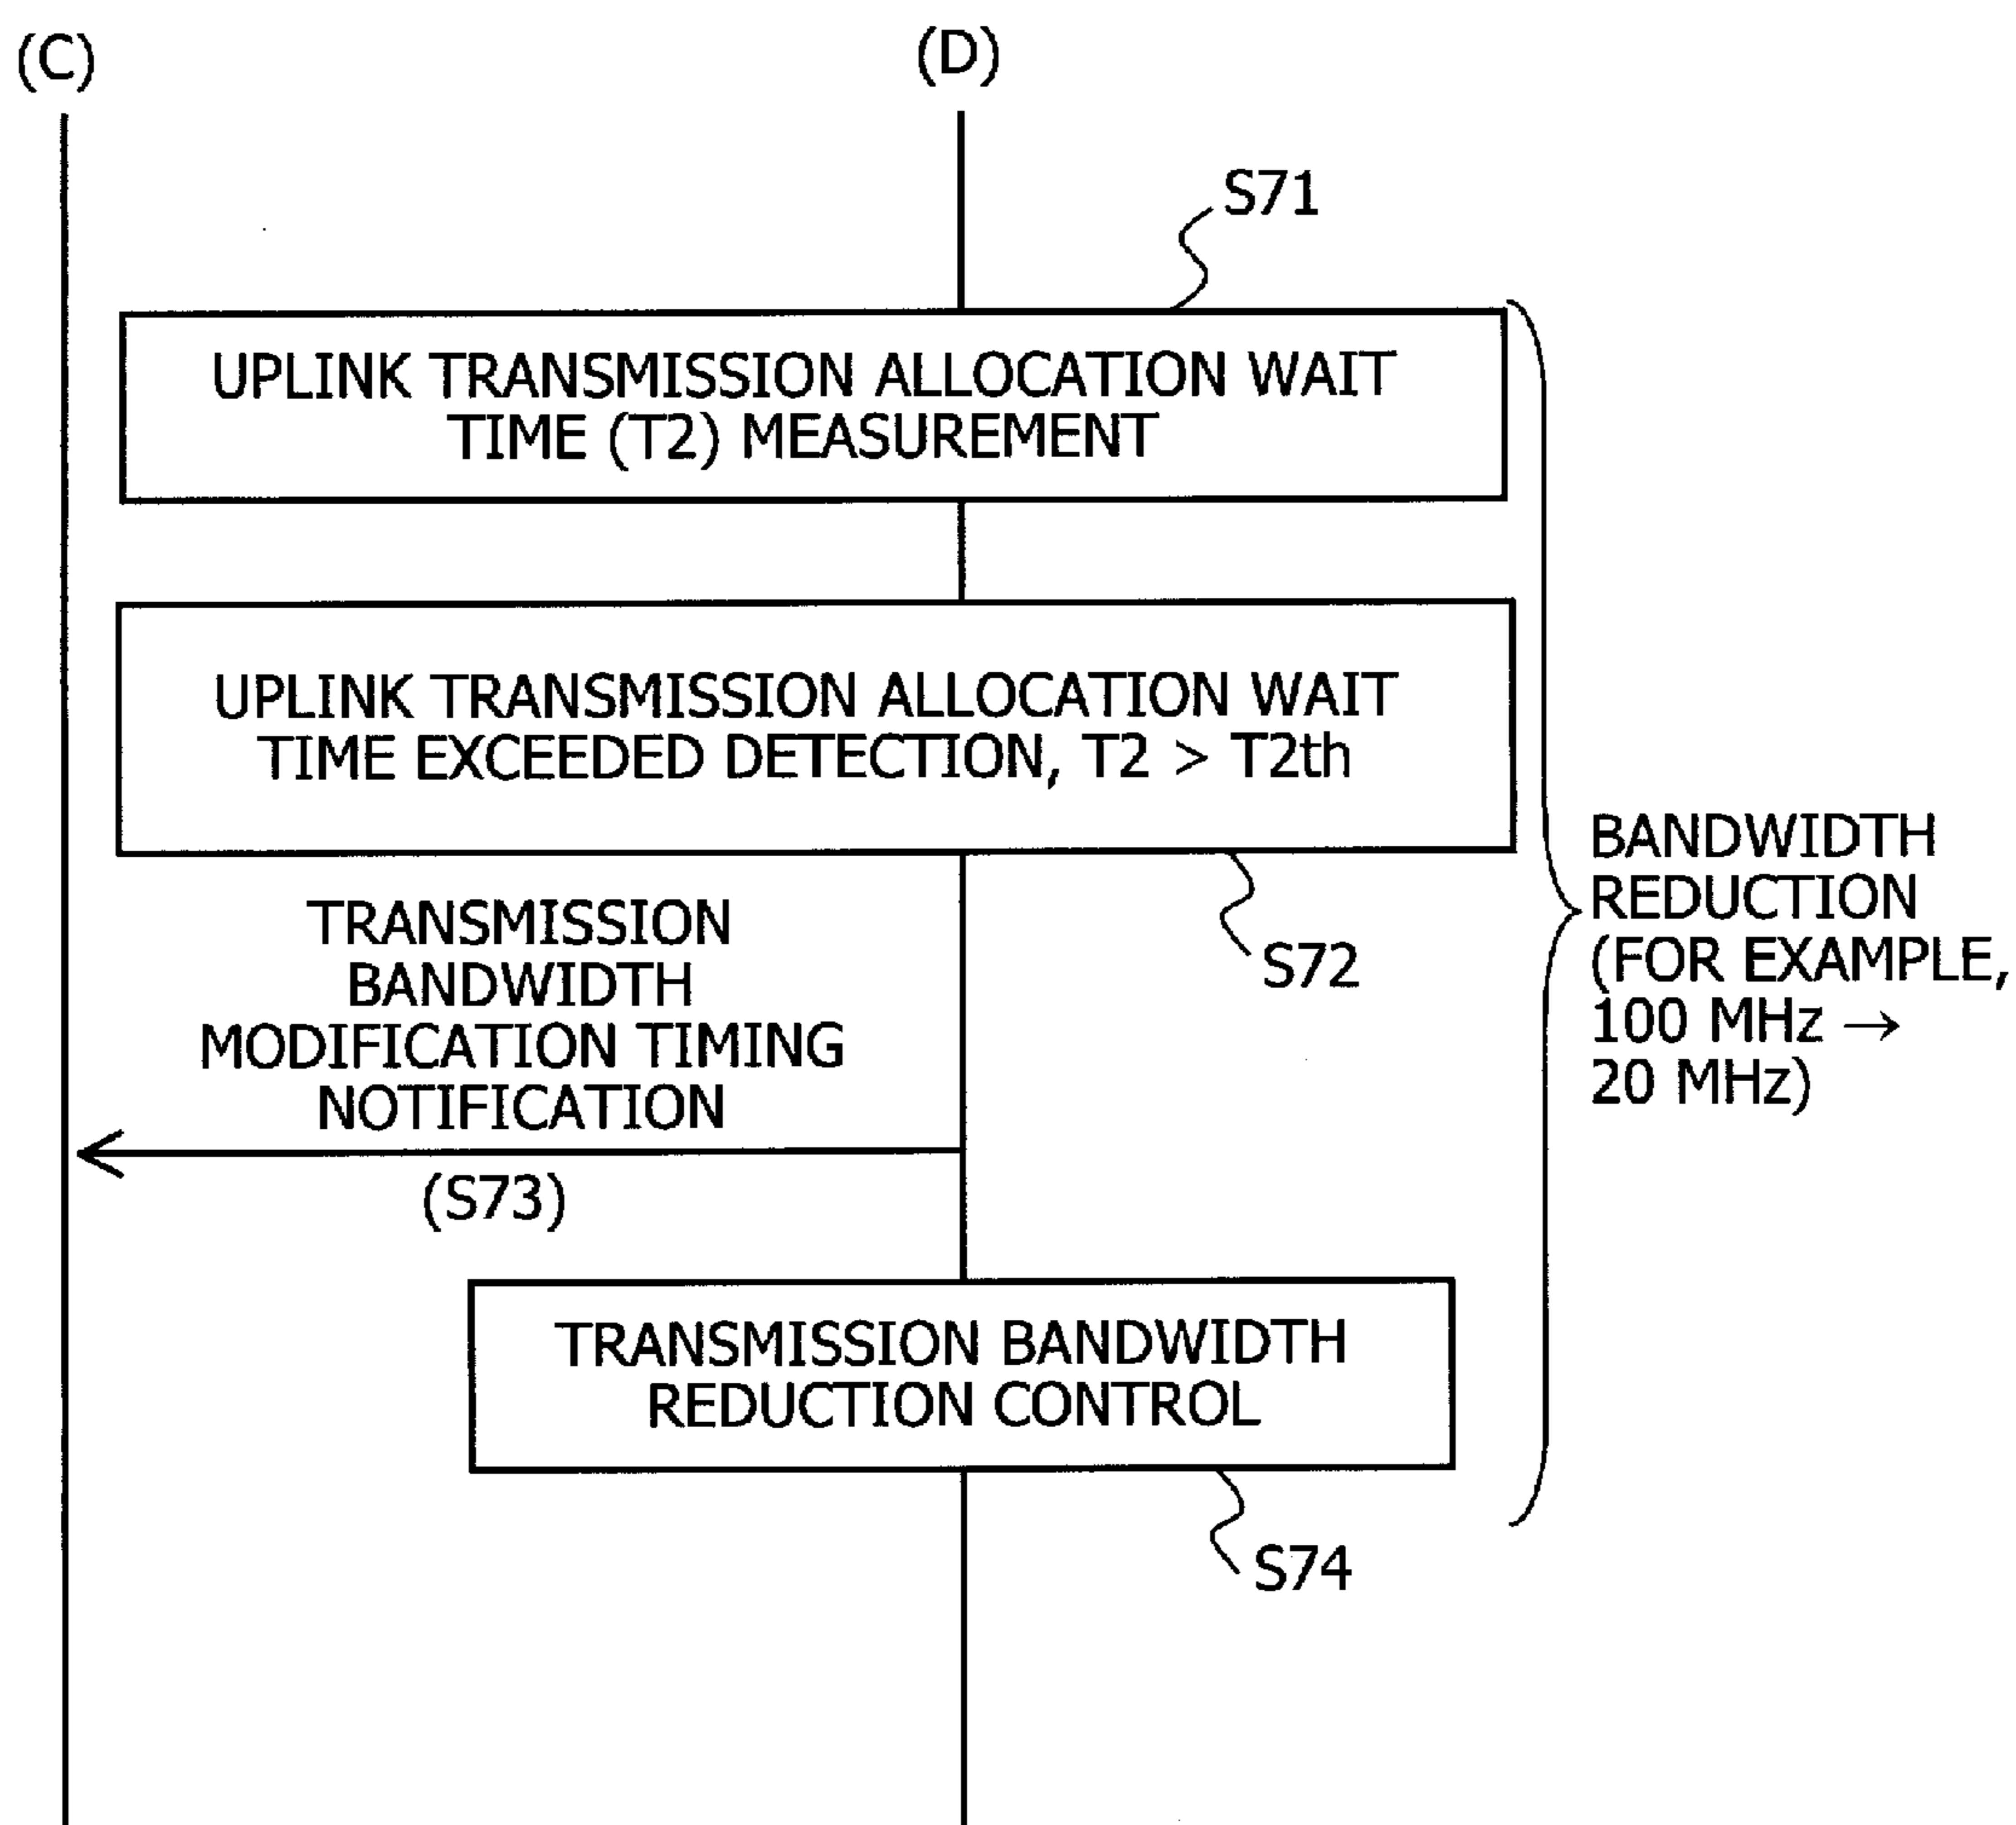 (C)
(D)
S71
UPLINK TRANSMISSION ALLOCATION WAIT
TIME (T2) MEASUREMENT
UPLINK TRANSMISSION ALLOCATION WAIT
TIME EXCEEDED DETECTION, T2 > T2th
S72
BANDWIDTH
REDUCTION
(FOR EXAMPLE,
100 MHz →
20 MHz)
TRANSMISSION
BANDWIDTH
MODIFICATION TIMING
NOTIFICATION
(S73)
TRANSMISSION BANDWIDTH
REDUCTION CONTROL
S74